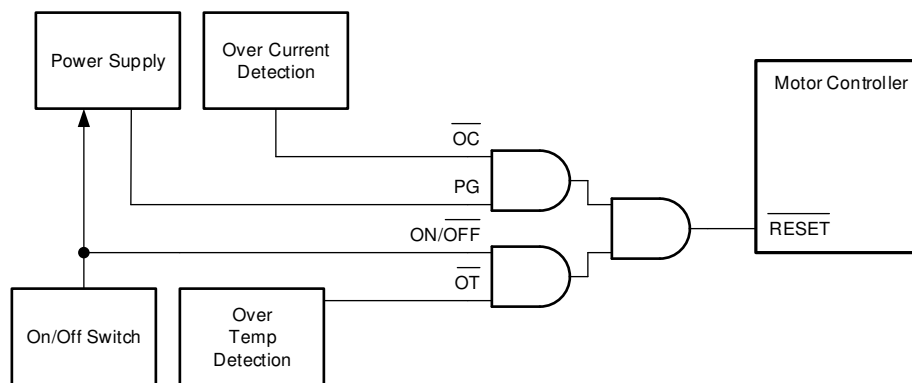 Power Supply
Over Current
Detection
Motor Controller
OC
PG
ON/OFF
RESET
OT
On/Off Switch
Over
Temp
Detection